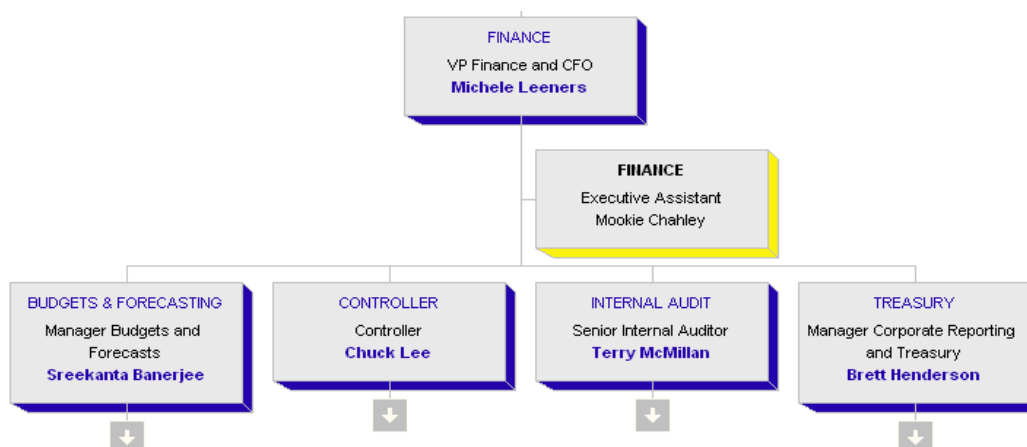 FINANCE
VP Finance and CFO
Michele Leeners
FINANCE
Executive Assistant
Mookie Chahley
BUDGETS & FORECASTING
Manager Budgets and
Forecasts
Sreekanta Banerjee
CONTROLLER
Controller
Chuck Lee
INTERNAL AUDIT
Senior Internal Auditor
Terry McMillan
TREASURY
Manager Corporate Reporting
and Treasury
Brett Henderson